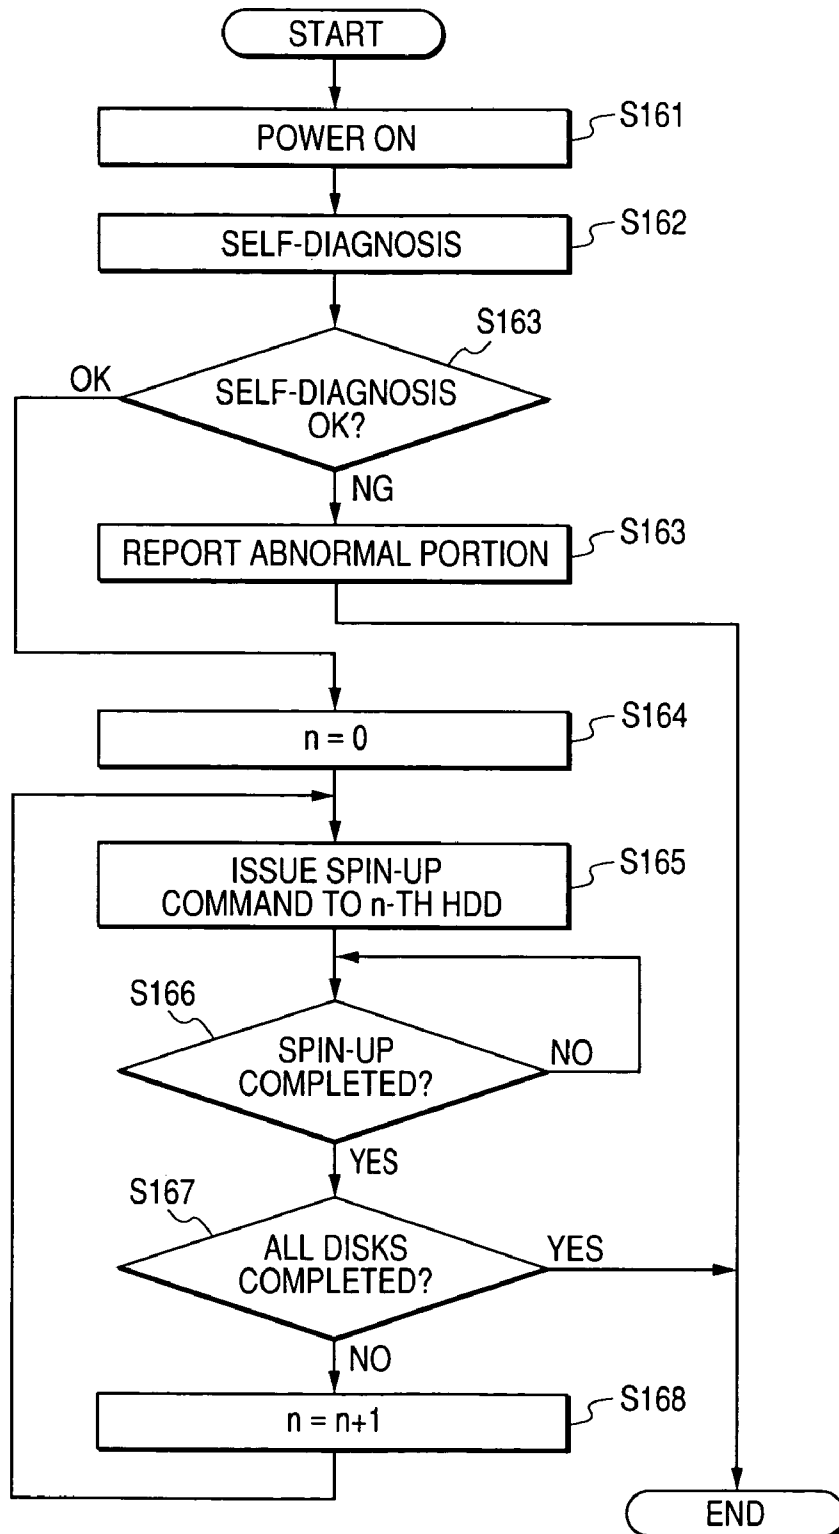 START
POWER ON
S161
SELF-DIAGNOSIS
S162
S163
OK
SELF-DIAGNOSIS
OK?
NG
REPORT ABNORMAL PORTION
S163
n = 0
S164
ISSUE SPIN-UP
COMMAND TO n-TH HDD
S165
S166
SPIN-UP
COMPLETED?
NO
YES
S167
ALL DISKS
COMPLETED?
YES
NO
n = n+1
S168
END